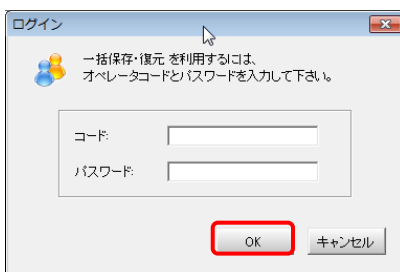 ログイン
一括保存・復元 を利用するには、
オペレータコードとパスワードを入力して下さい。
コード:
パスワード:
OK
キャンセル